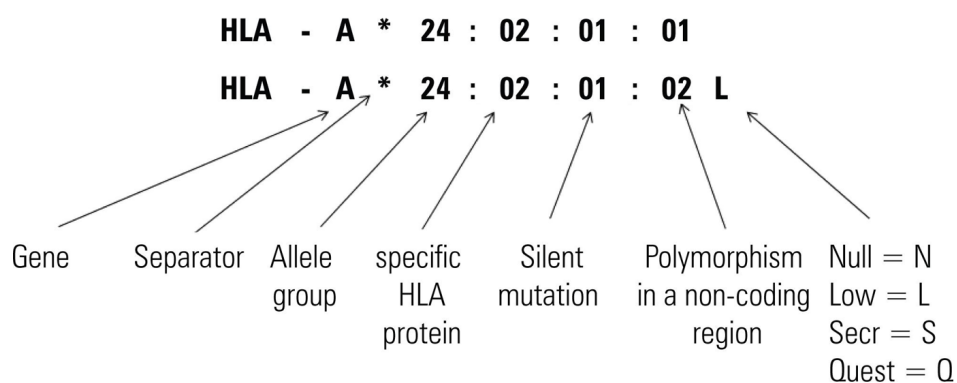 HLA - A * 24 : 02 : 01 : 01
HLA - A * 24 : 02 : 01 : 02 L
Gene
Separator
Allele
group
specific
HLA
protein
Silent
mutation
Polymorphism
in a non-coding
region
Null = N
Low = L
Secr = S
Quest = Q